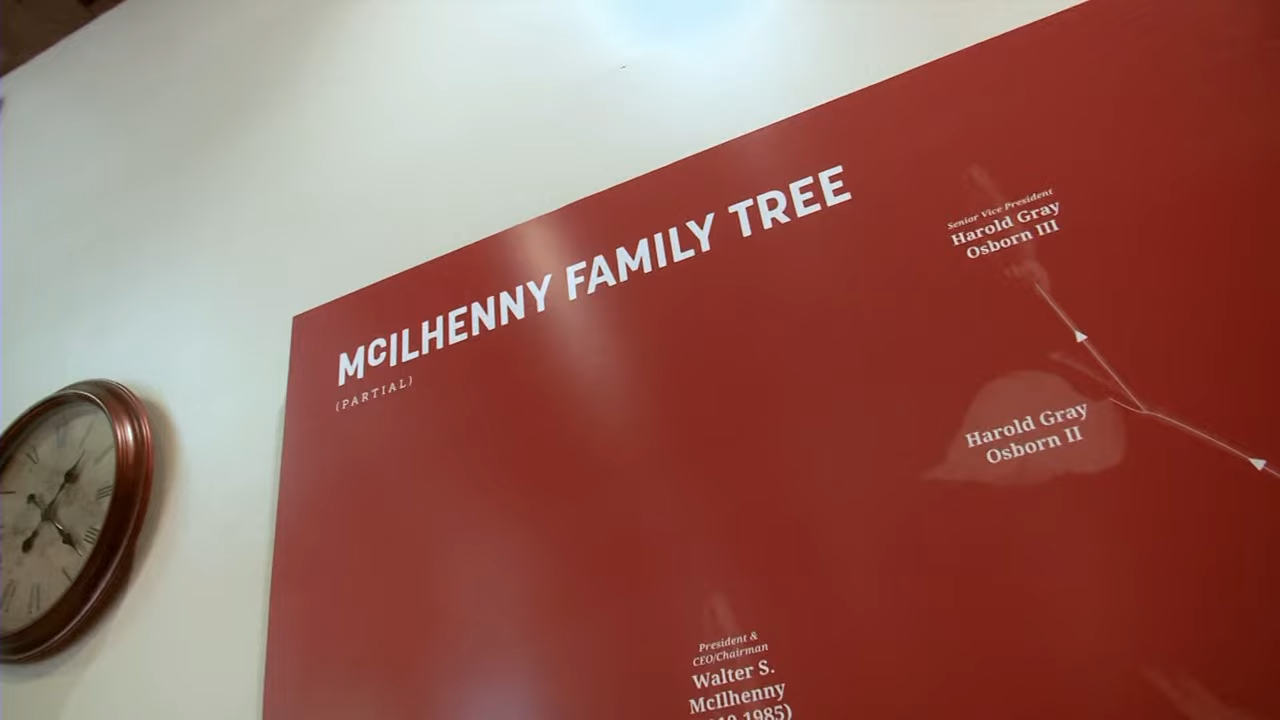 McILHENNY FAMILY TREE
(PARTIAL)
Senior Vice President
Harold Gray
Osborn III
Harold Gray
Osborn II
President &
CEO/Chairman
Walter S.
McIlhenny
1985)